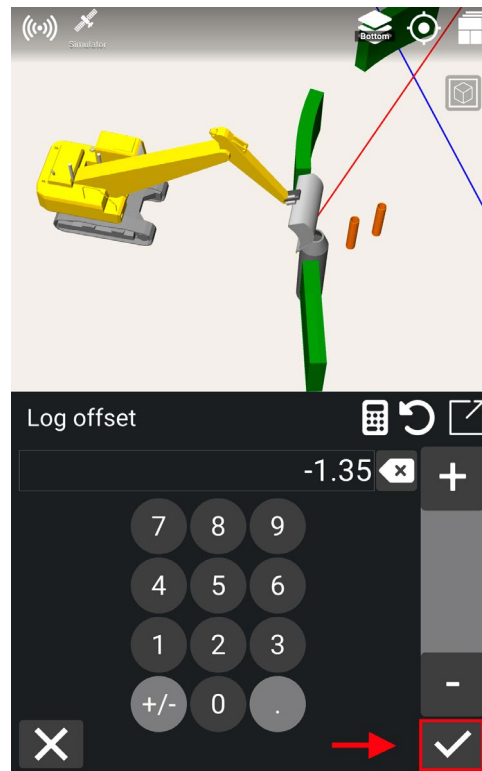 Simulator
Bottom
Log offset
-1.35
+
7 8 9
4 5 6
1 2 3
+/- 0 .
-